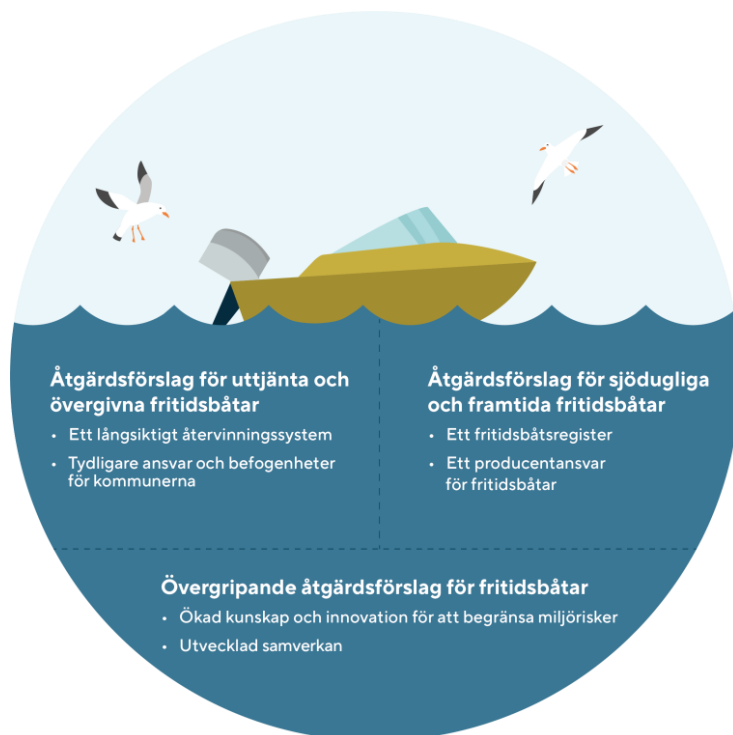 Åtgärdsförslag för uttjänta och
övergivna fritidsbåtar
• Ett långsiktigt återvinningssystem
• Tydligare ansvar och befogenheter
för kommunerna
Åtgärdsförslag för sjödugliga
och framtida fritidsbåtar
• Ett fritidsbåtsregister
• Ett producentansvar
för fritidsbåtar
Övergripande åtgärdsförslag för fritidsbåtar
• Ökad kunskap och innovation för att begränsa miljörisker
• Utvecklad samverkan